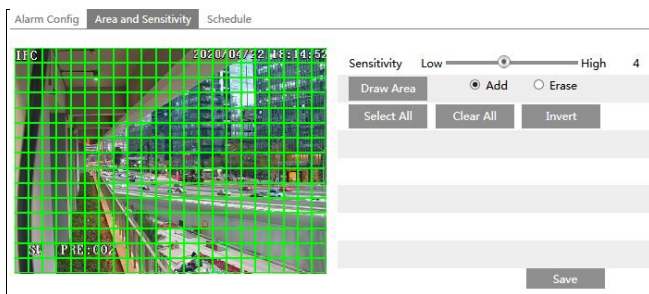 Alarm Config Area and Sensitivity Schedule
IPC 2020/04/22 18:14:52
Sensitivity Low High 4
Draw Area Add Erase
Select All Clear All Invert
PRE:002
Save